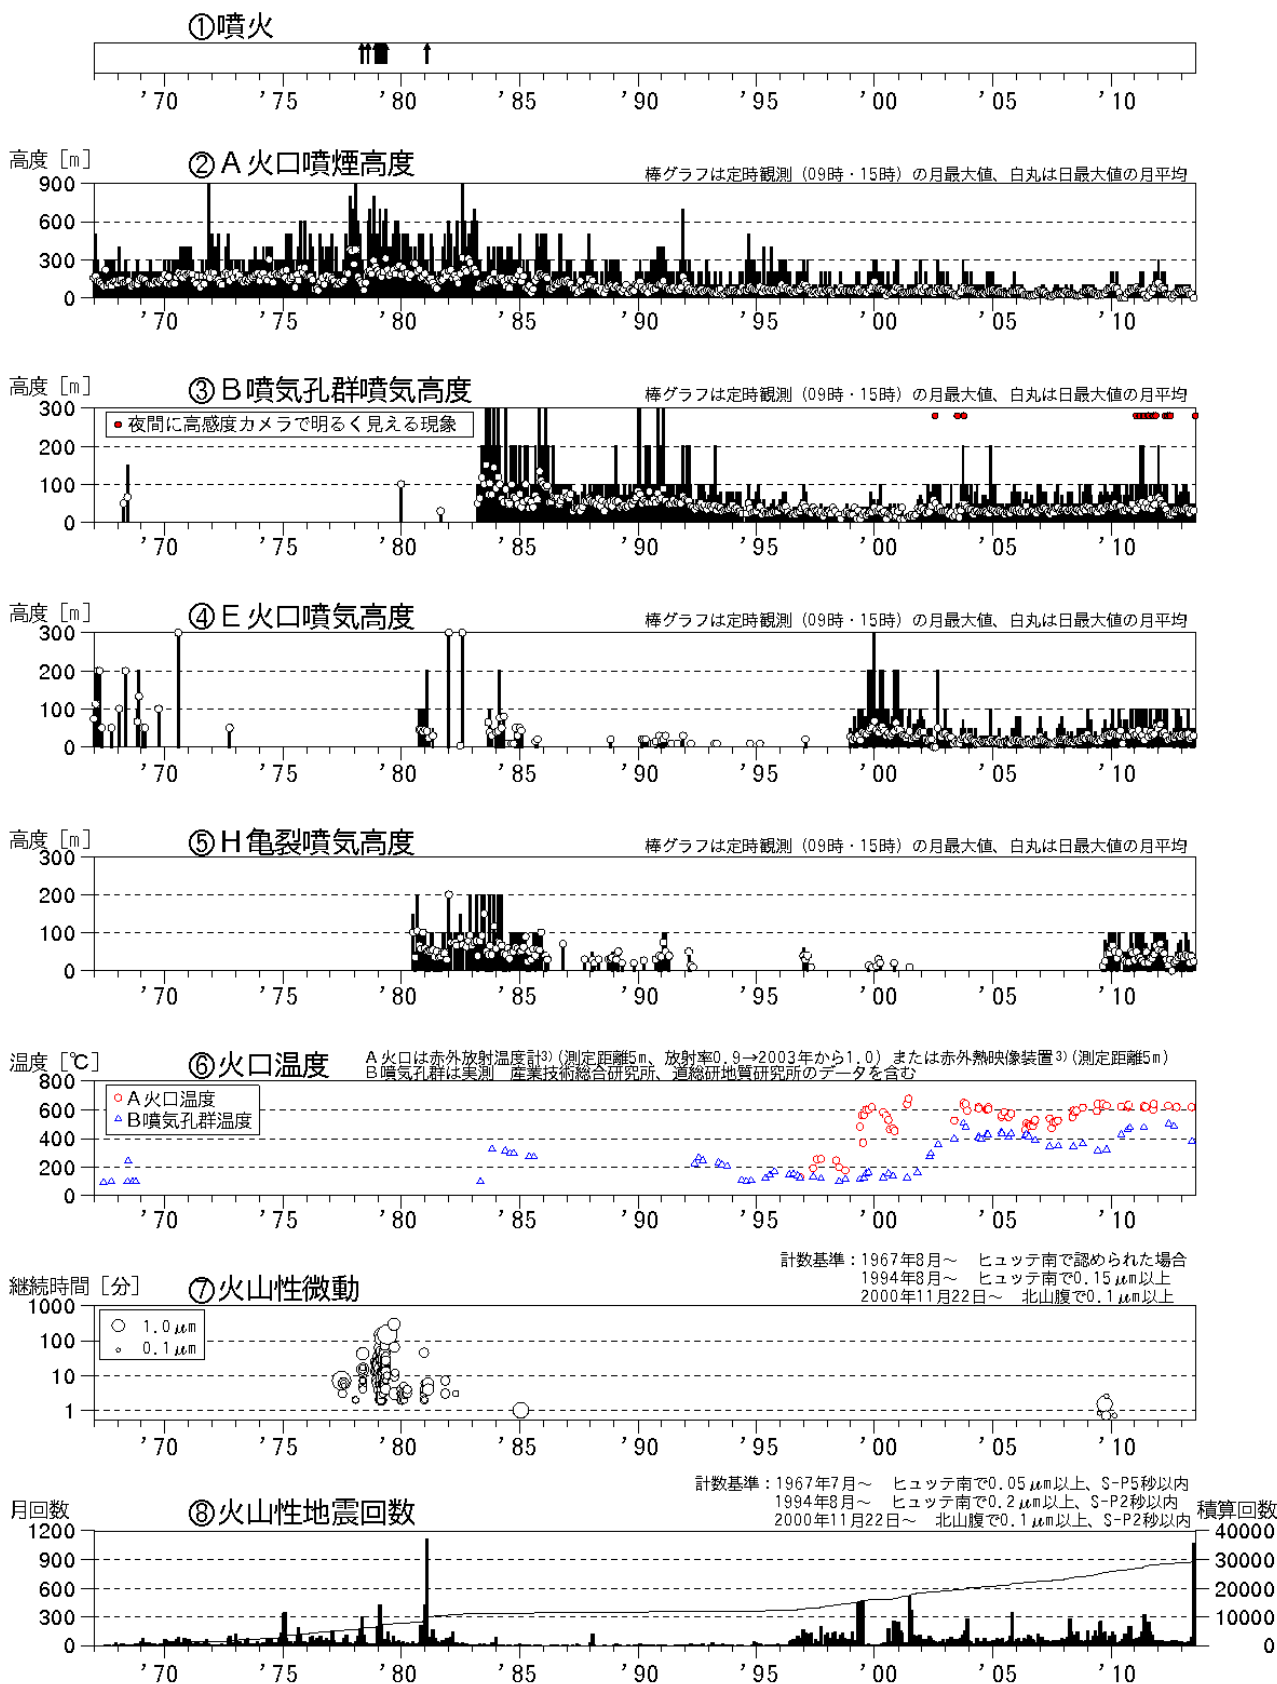 ①噴火
'70 '75 '80 '85 '90 '95 '00 '05 '10
高度［m］
②A火口噴煙高度
棒グラフは定時観測（09時・15時）の月最大値、白丸は日最大値の月平均
900
600
300
0
'70 '75 '80 '85 '90 '95 '00 '05 '10
高度［m］
③B噴気孔群噴気高度
棒グラフは定時観測（09時・15時）の月最大値、白丸は日最大値の月平均
300
夜間に高感度カメラで明るく見える現象
200
100
0
'70 '75 '80 '85 '90 '95 '00 '05 '10
高度［m］
④E火口噴気高度
棒グラフは定時観測（09時・15時）の月最大値、白丸は日最大値の月平均
300
200
100
0
'70 '75 '80 '85 '90 '95 '00 '05 '10
高度［m］
⑤H亀裂噴気高度
棒グラフは定時観測（09時・15時）の月最大値、白丸は日最大値の月平均
300
200
100
0
'70 '75 '80 '85 '90 '95 '00 '05 '10
温度［℃］
⑥火口温度
A火口は赤外放射温度計3)(測定距離5m、放射率0.9→2003年から1.0) または赤外熱映像装置3)(測定距離5m)
B噴気孔群は実測　産業技術総合研究所、道総研地質研究所のデータを含む
800
A火口温度
B噴気孔群温度
600
400
200
0
'70 '75 '80 '85 '90 '95 '00 '05 '10
計数基準：1967年8月～　ヒュッテ南で認められた場合
1994年8月～　ヒュッテ南で0.15μm以上
2000年11月22日～　北山腹で0.1μm以上
継続時間［分］
⑦火山性微動
1000
1.0μm
0.1μm
100
10
1
'70 '75 '80 '85 '90 '95 '00 '05 '10
計数基準：1967年7月～　ヒュッテ南で0.05μm以上、S-P5秒以内
1994年8月～　ヒュッテ南で0.2μm以上、S-P2秒以内
2000年11月22日～　北山腹で0.1μm以上、S-P2秒以内
月回数
⑧火山性地震回数
積算回数
1200 40000
900 30000
600 20000
300 10000
0 0
'70 '75 '80 '85 '90 '95 '00 '05 '10